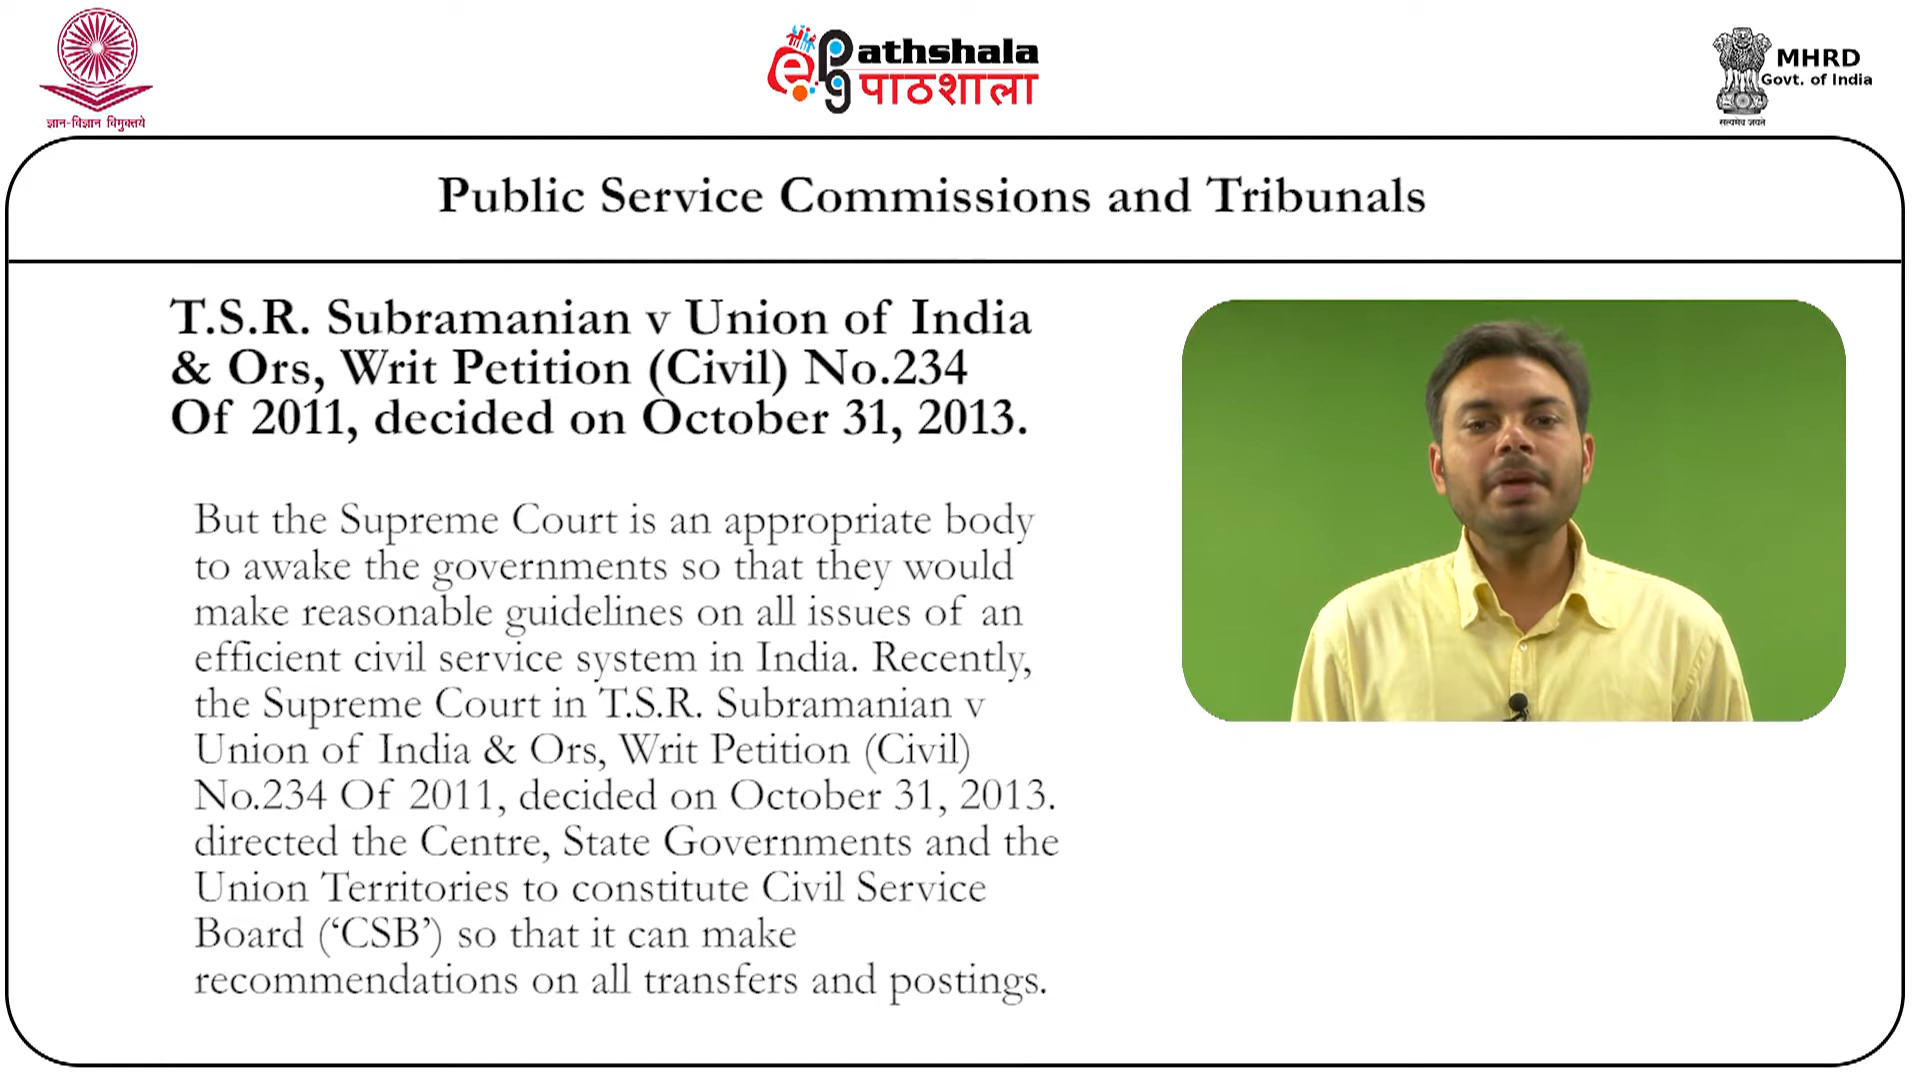 ज्ञान-विज्ञान विमुक्तये
epgathshala
पाठशाला
MHRD
Govt. of India
सत्यमेव जयते
Public Service Commissions and Tribunals
T.S.R. Subramanian v Union of India
& Ors, Writ Petition (Civil) No.234
Of 2011, decided on October 31, 2013.
But the Supreme Court is an appropriate body
to awake the governments so that they would
make reasonable guidelines on all issues of an
efficient civil service system in India. Recently,
the Supreme Court in T.S.R. Subramanian v
Union of India & Ors, Writ Petition (Civil)
No.234 Of 2011, decided on October 31, 2013.
directed the Centre, State Governments and the
Union Territories to constitute Civil Service
Board (‘CSB’) so that it can make
recommendations on all transfers and postings.